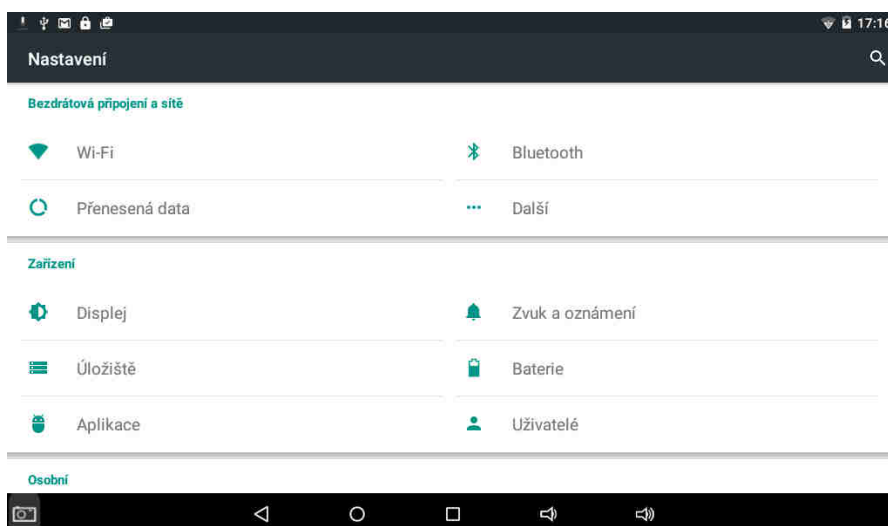 17:16
Nastavení
Bezdrátová připojení a sítě
Wi-Fi
Bluetooth
Přenesená data
Další
Zařízení
Displej
Zvuk a oznámení
Úložiště
Baterie
Aplikace
Uživatelé
Osobní